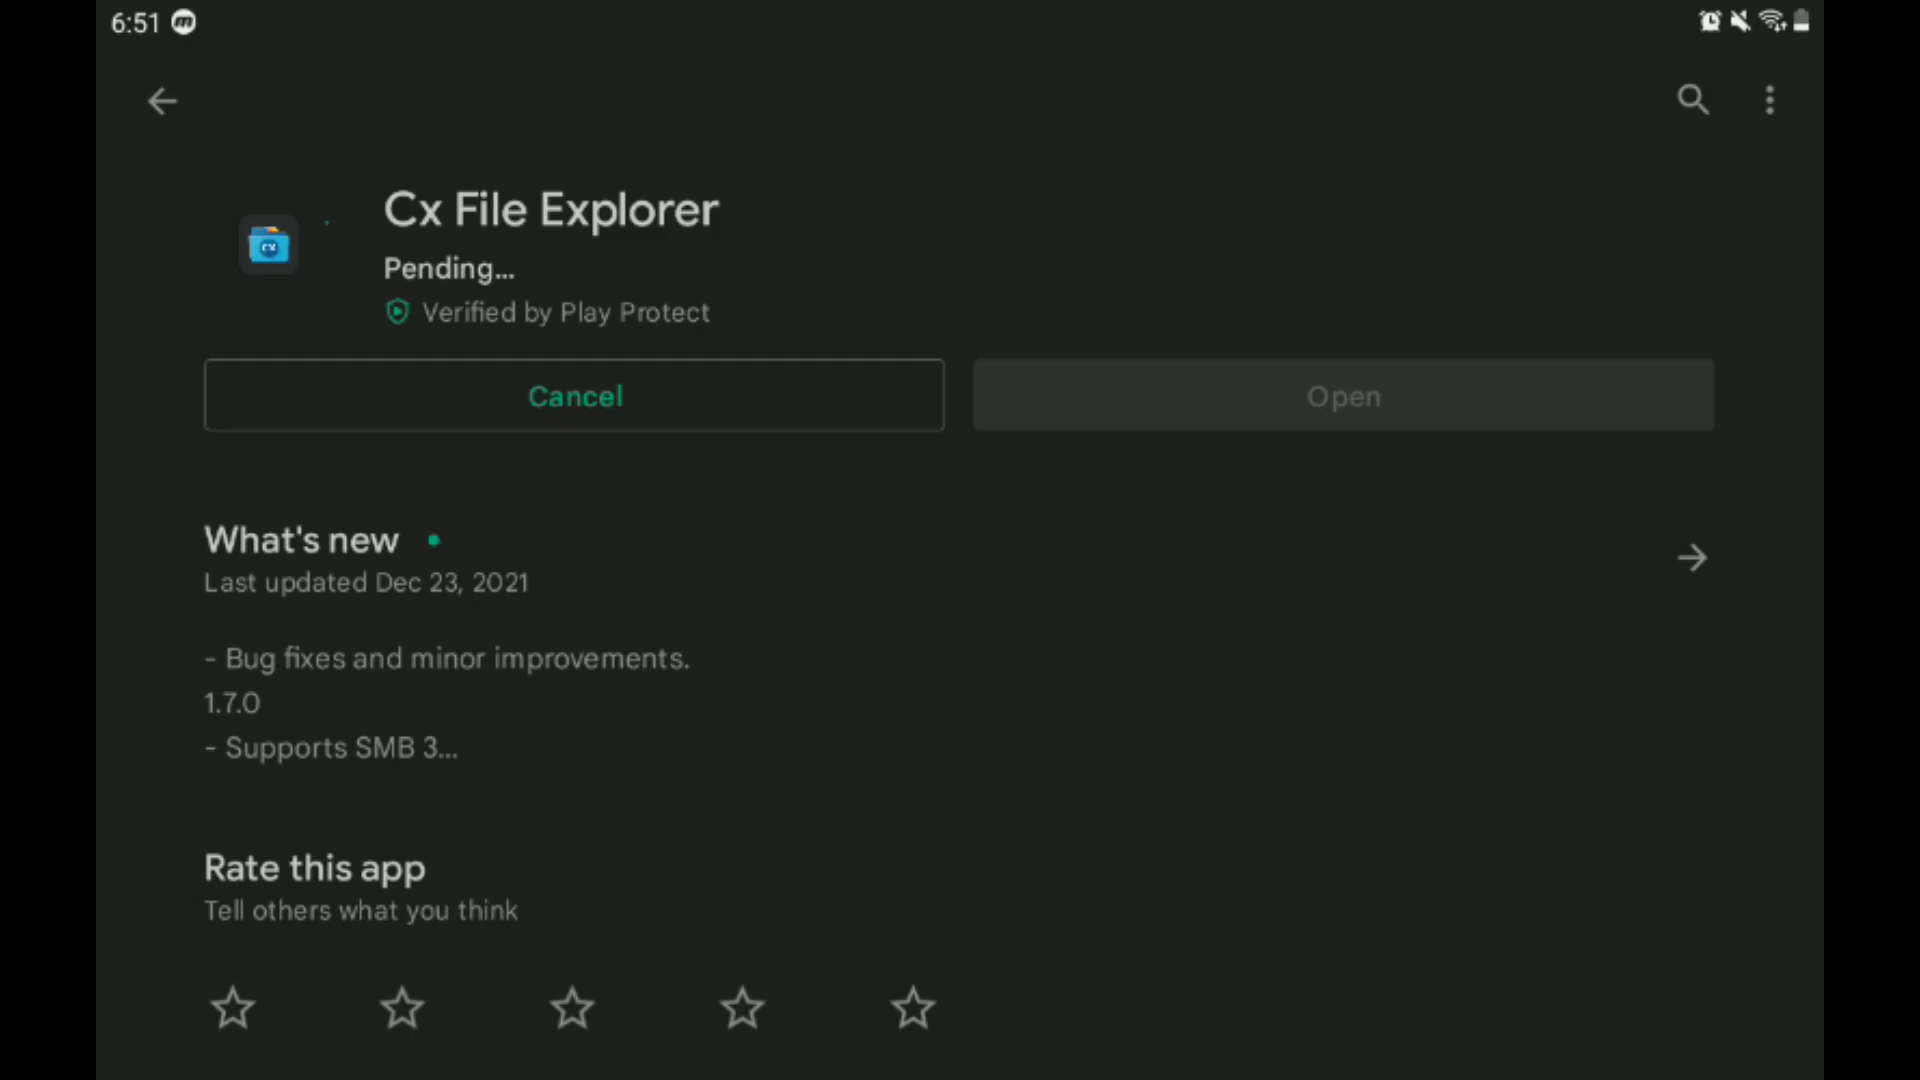 6:51
Cx File Explorer
Pending...
Verified by Play Protect
Cancel
Open
What's new
Last updated Dec 23, 2021
- Bug fixes and minor improvements.
1.7.0
- Supports SMB 3...
Rate this app
Tell others what you think